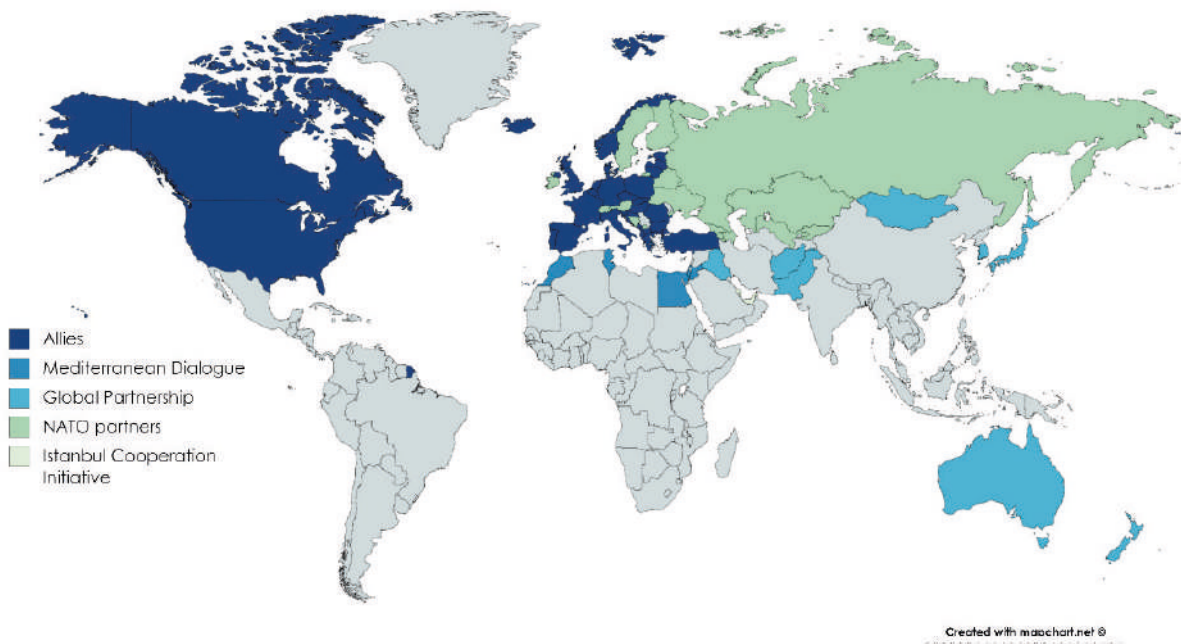 Allies
Mediterranean Dialogue
Global Partnership
NATO partners
Istanbul Cooperation
Initiative
Created with mapchart.net ©